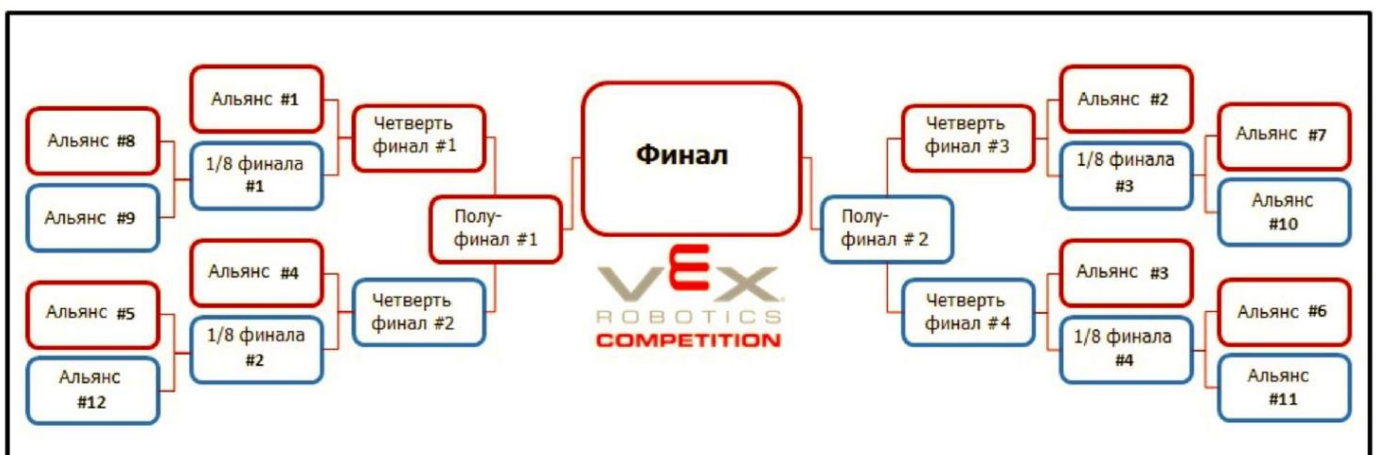 Альянс #8
Альянс #9
Альянс #5
Альянс
#12
Альянс #1
1/8 финала
#1
Альянс #4
1/8 финала
#2
Четверть
финал #1
Четверть
финал #2
Полу-
финал #1
Финал
VEX
ROBOTICS
COMPETITION
Полу-
финал #2
Четверть
финал #3
Четверть
финал #4
Альянс #2
1/8 финала
#3
Альянс #3
1/8 финала
#4
Альянс #7
Альянс
#10
Альянс #6
Альянс
#11